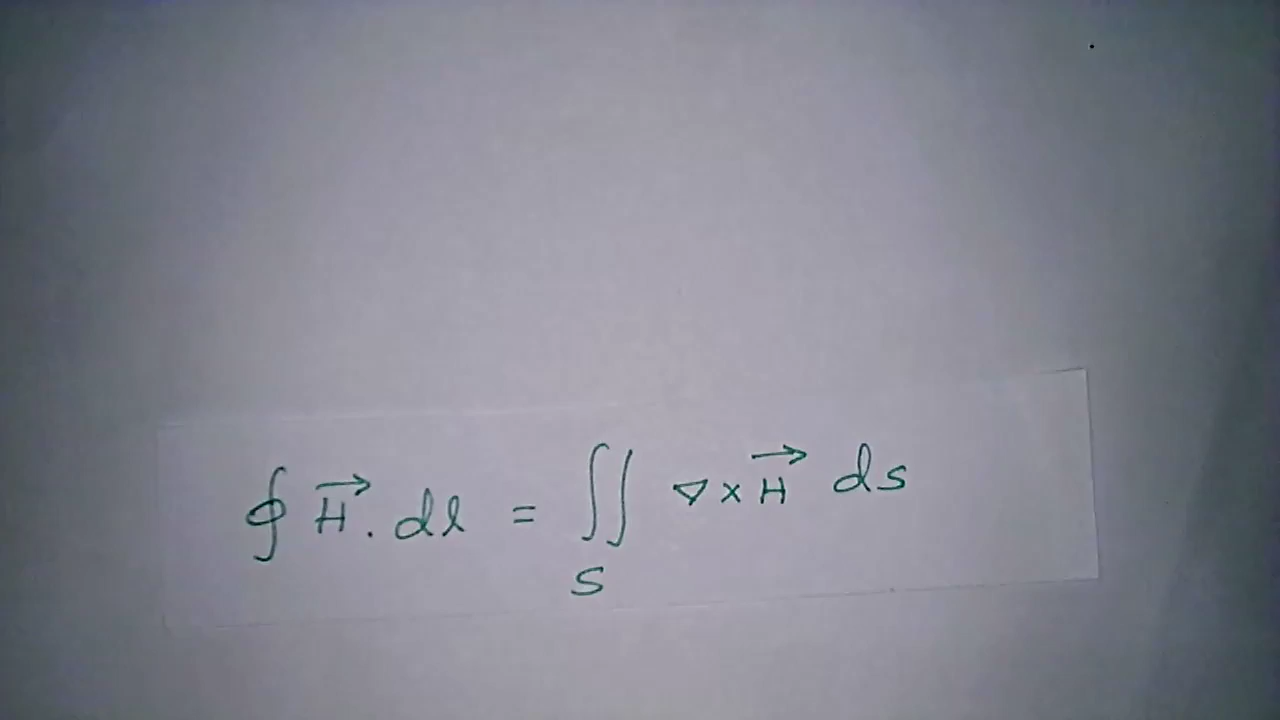 ∮ H⃗ . dl = ∬ ∇ × H⃗ ds
S